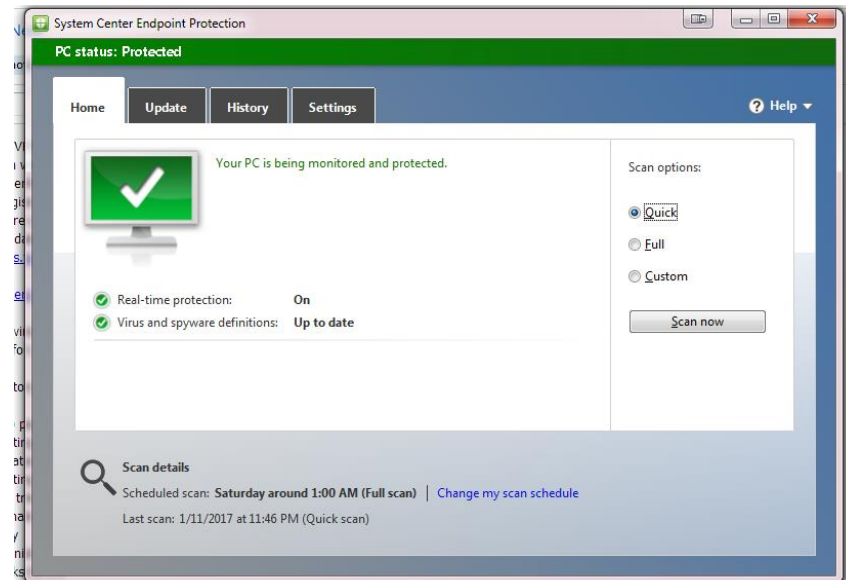 System Center Endpoint Protection
PC status: Protected
Home Update History Settings Help
Your PC is being monitored and protected.
Scan options:
Quick
Full
Custom
Real-time protection: On
Virus and spyware definitions: Up to date
Scan now
Scan details
Scheduled scan: Saturday around 1:00 AM (Full scan) | Change my scan schedule
Last scan: 1/11/2017 at 11:46 PM (Quick scan)